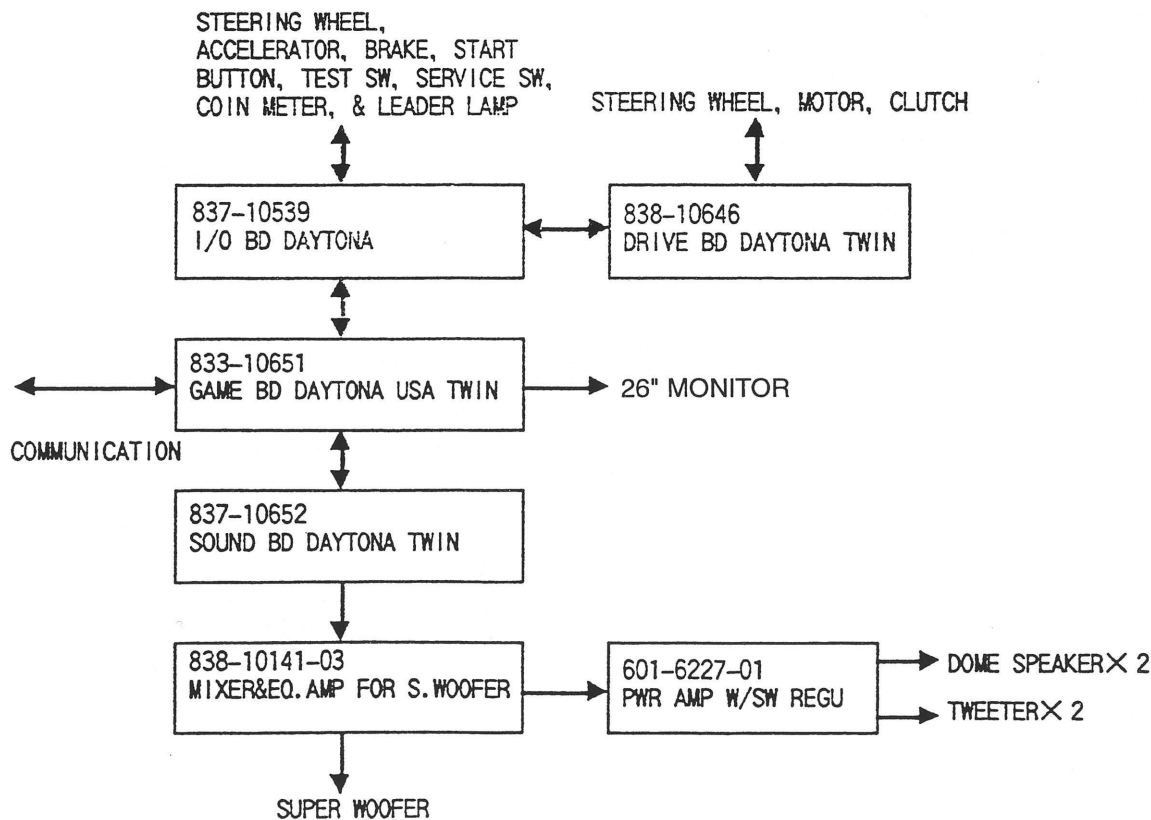 STEERING WHEEL,
ACCELERATOR, BRAKE, START
BUTTON, TEST SW, SERVICE SW,
COIN METER, & LEADER LAMP
STEERING WHEEL, MOTOR, CLUTCH
837-10539
I/O BD DAYTONA
838-10646
DRIVE BD DAYTONA TWIN
833-10651
GAME BD DAYTONA USA TWIN
26" MONITOR
COMMUNICATION
837-10652
SOUND BD DAYTONA TWIN
838-10141-03
MIXER&EQ.AMP FOR S.WOOFER
601-6227-01
PWR AMP W/SW REGU
DOME SPEAKER× 2
TWEETER× 2
SUPER WOOFER